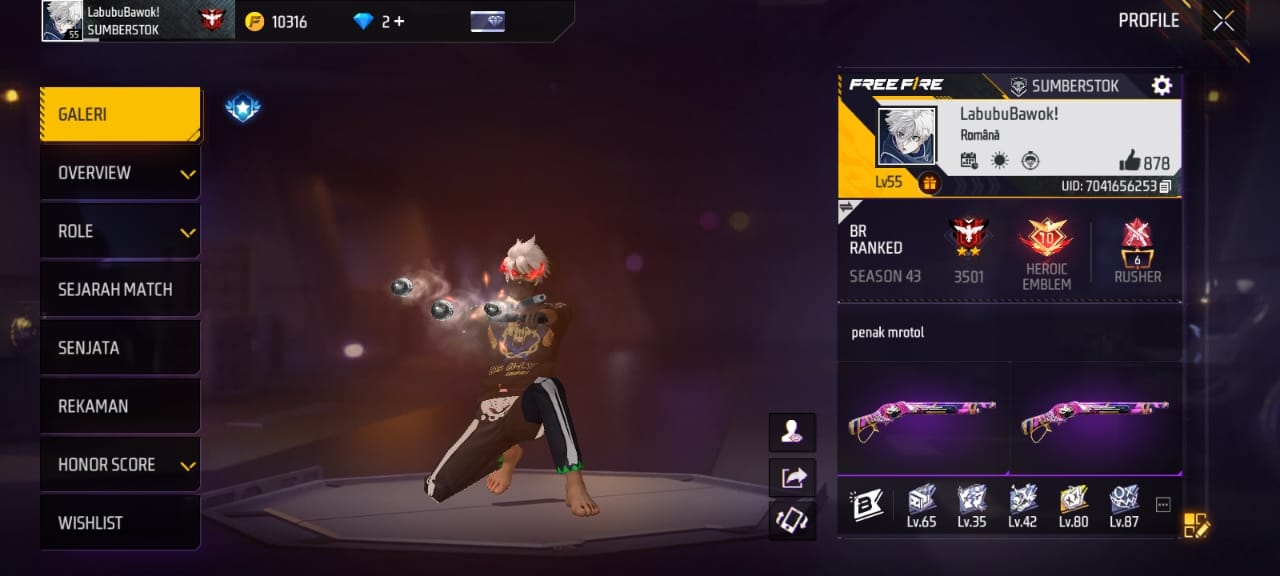 LabubuBawok!
SUMBERSTOK
55
10316
2 +
PROFILE
GALERI
OVERVIEW
ROLE
SEJARAH MATCH
SENJATA
REKAMAN
HONOR SCORE
WISHLIST
FREE FIRE
SUMBERSTOK
LabubuBawok!
Română
878
Lv55
UID: 7041656253
BR
RANKED
SEASON 43
3501
10
HEROIC
EMBLEM
6
RUSHER
penak mrotol
B
Lv.65
Lv.35
Lv.42
Lv.80
Lv.87